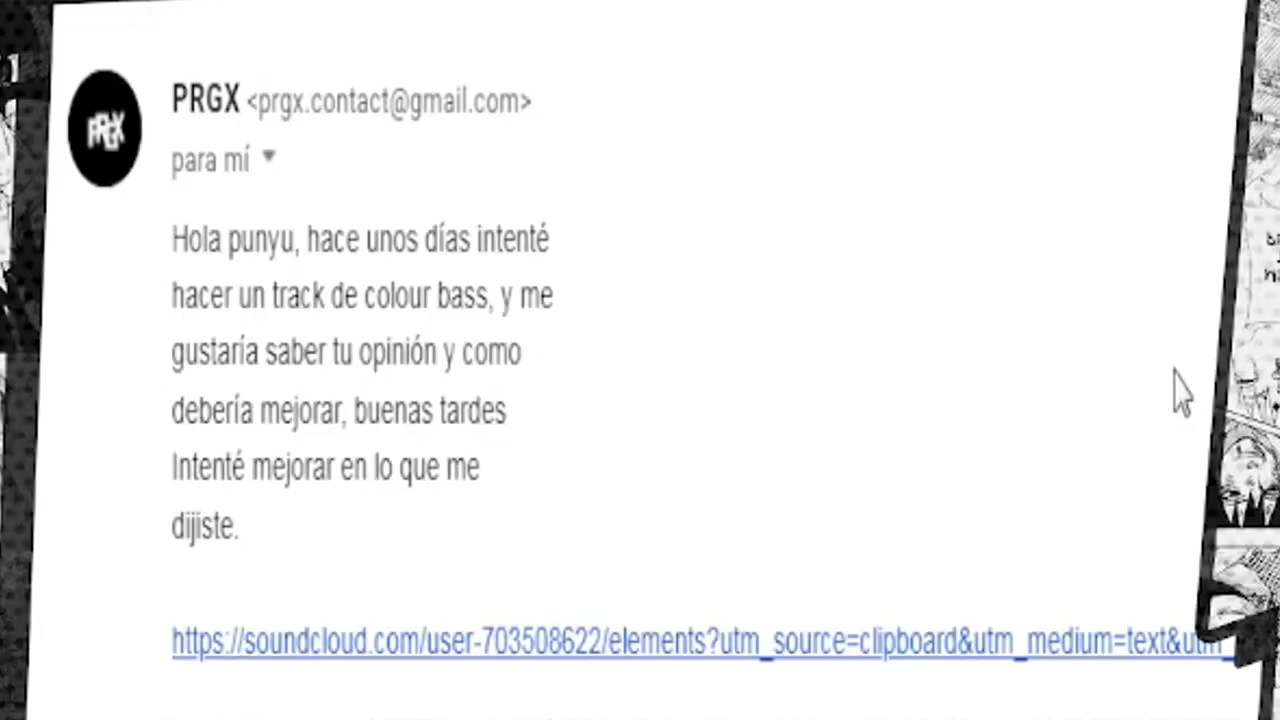 PRGX <prgx.contact@gmail.com>
PRGX
para mí
Hola punyu, hace unos días intenté
hacer un track de colour bass, y me
gustaría saber tu opinión y como
debería mejorar, buenas tardes
Intenté mejorar en lo que me
dijiste.
https://soundcloud.com/user-703508622/elements?utm_source=clipboard&utm_medium=text&utm_